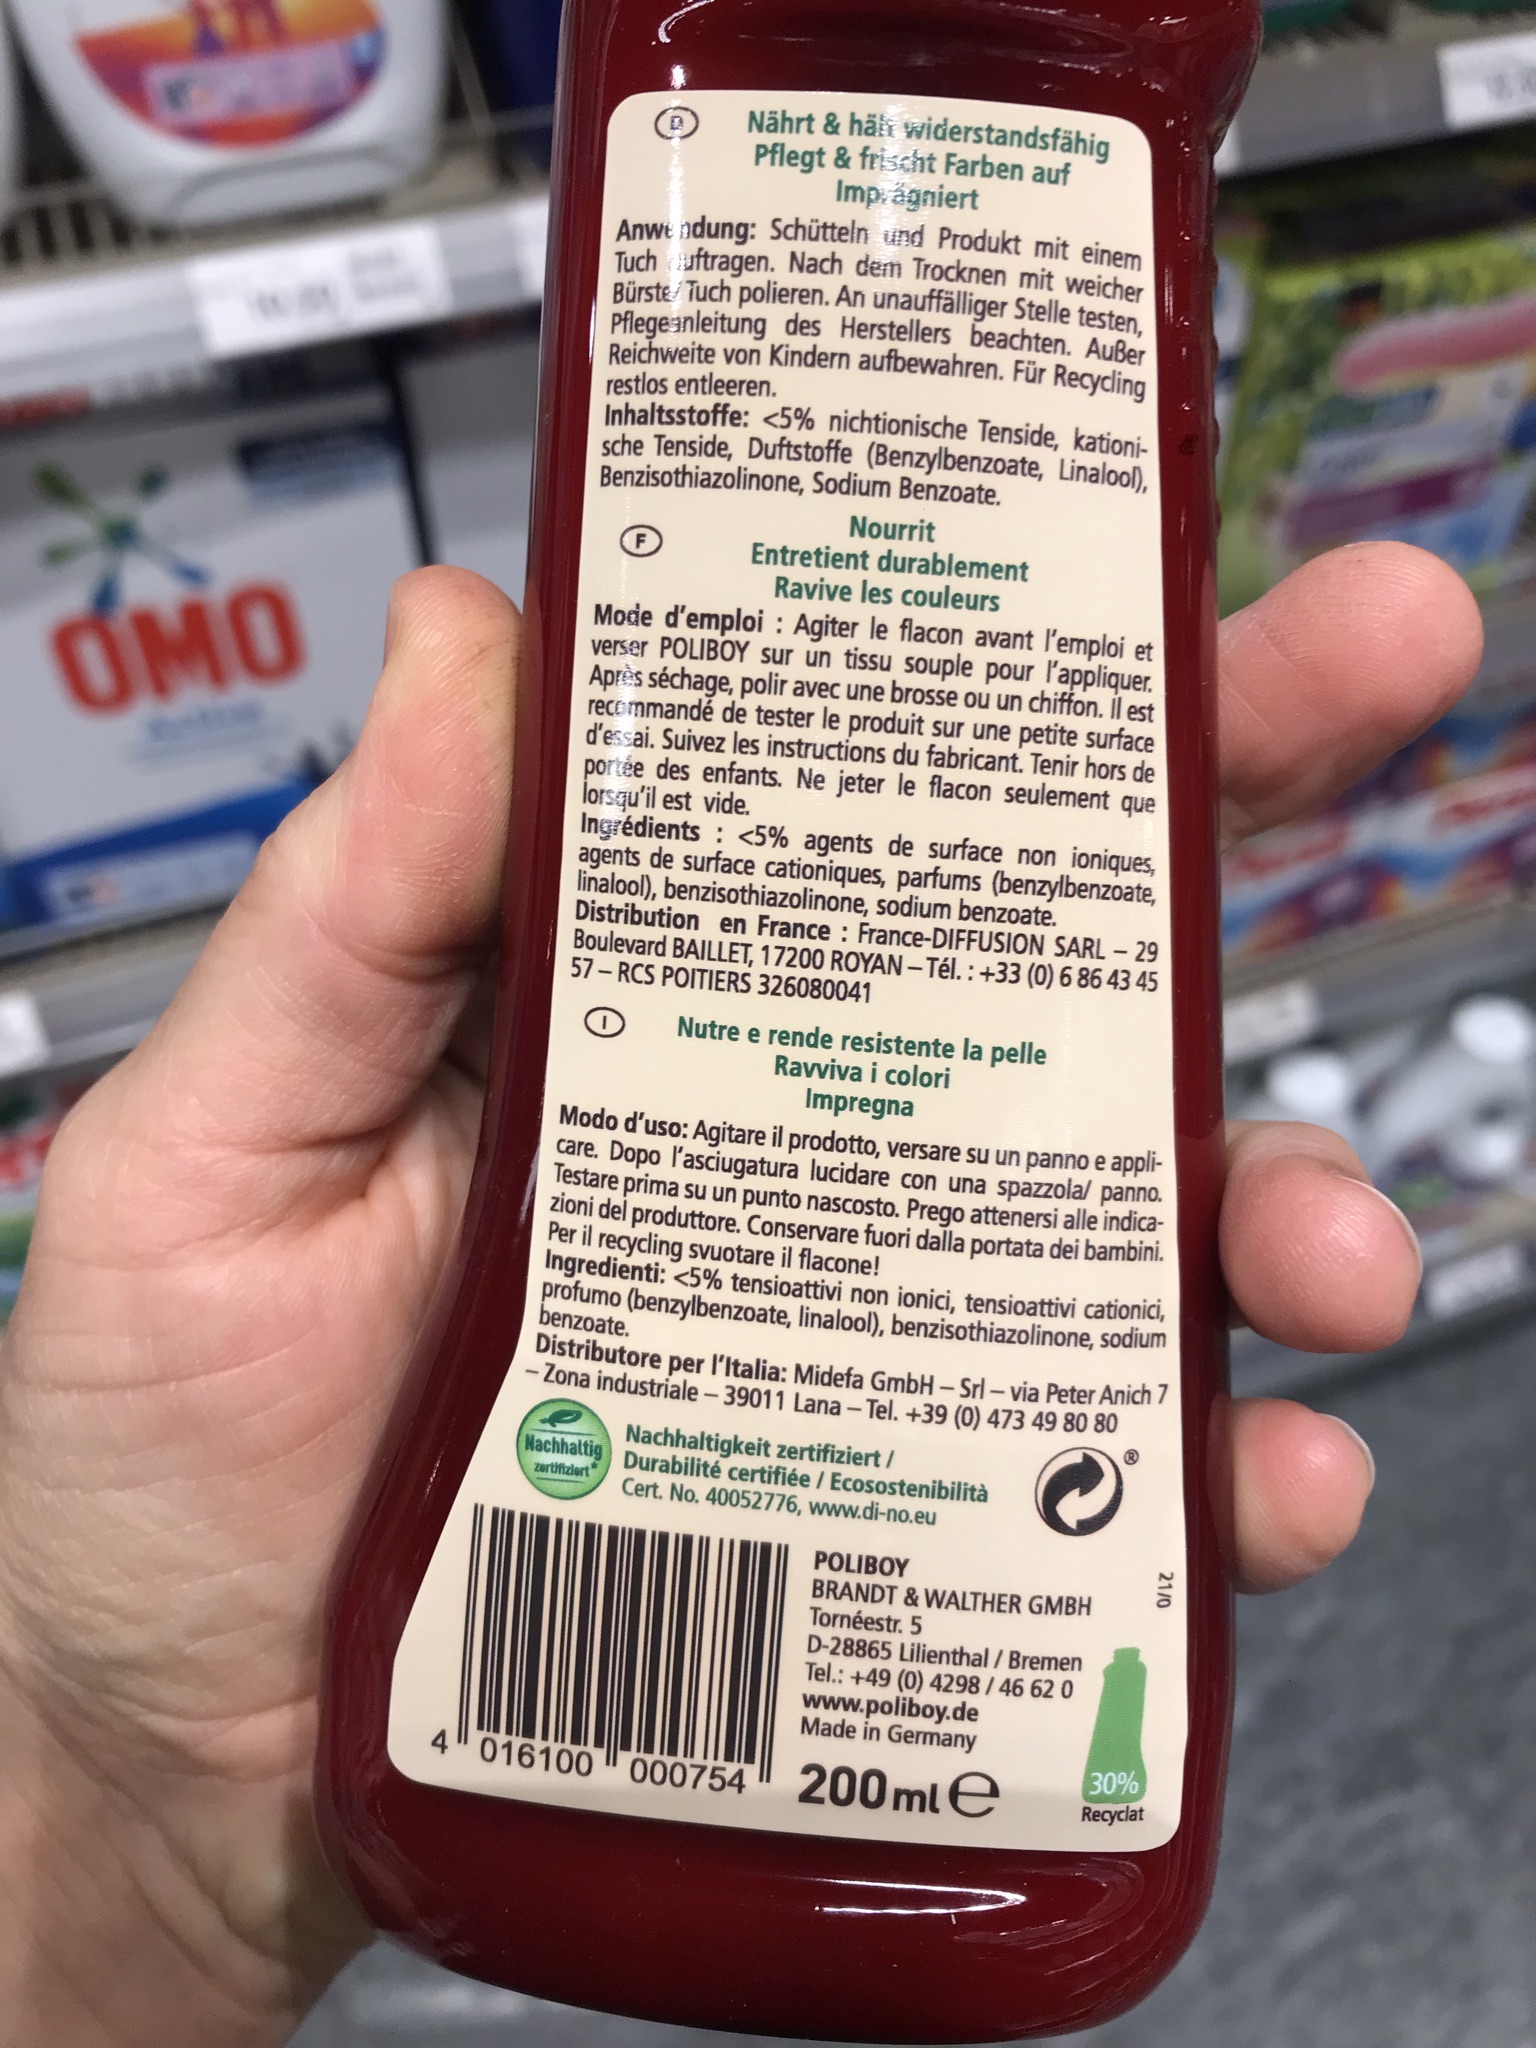 D
Nährt & hält widerstandsfähig
Pflegt & frischt Farben auf
Imprägniert
Anwendung: Schütteln und Produkt mit einem
Tuch auftragen. Nach dem Trocknen mit weicher
Bürste/ Tuch polieren. An unauffälliger Stelle testen,
Pflegeanleitung des Herstellers beachten. Außer
Reichweite von Kindern aufbewahren. Für Recycling
restlos entleeren.
Inhaltsstoffe: <5% nichtionische Tenside, kationi-
sche Tenside, Duftstoffe (Benzylbenzoate, Linalool),
Benzisothiazolinone, Sodium Benzoate.
F
Nourrit
Entretient durablement
Ravive les couleurs
Mode d'emploi : Agiter le flacon avant l'emploi et
verser POLIBOY sur un tissu souple pour l'appliquer.
Après séchage, polir avec une brosse ou un chiffon. Il est
recommandé de tester le produit sur une petite surface
d'essai. Suivez les instructions du fabricant. Tenir hors de
portée des enfants. Ne jeter le flacon seulement que
lorsqu'il est vide.
Ingrédients : <5% agents de surface non ioniques,
agents de surface cationiques, parfums (benzylbenzoate,
linalool), benzisothiazolinone, sodium benzoate.
Distribution en France : France-DIFFUSION SARL – 29
Boulevard BAILLET, 17200 ROYAN – Tél. : +33 (0) 6 86 43 45
57 – RCS POITIERS 326080041
I
Nutre e rende resistente la pelle
Ravviva i colori
Impregna
Modo d'uso: Agitare il prodotto, versare su un panno e appli-
care. Dopo l'asciugatura lucidare con una spazzola/ panno.
Testare prima su un punto nascosto. Prego attenersi alle indica-
zioni del produttore. Conservare fuori dalla portata dei bambini.
Per il recycling svuotare il flacone!
Ingredienti: <5% tensioattivi non ionici, tensioattivi cationici,
profumo (benzylbenzoate, linalool), benzisothiazolinone, sodium
benzoate.
Distributore per l'Italia: Midefa GmbH – Srl – via Peter Anich 7
– Zona industriale – 39011 Lana – Tel. +39 (0) 473 49 80 80
Nachhaltig
zertifiziert*
Nachhaltigkeit zertifiziert /
Durabilité certifiée / Ecosostenibilità
Cert. No. 40052776, www.di-no.eu
®
POLIBOY
BRANDT & WALTHER GMBH
Tornéestr. 5
D-28865 Lilienthal / Bremen
Tel.: +49 (0) 4298 / 46 62 0
www.poliboy.de
Made in Germany
200 ml e
21/0
30%
Recyclat
4 016100 000754
OMO